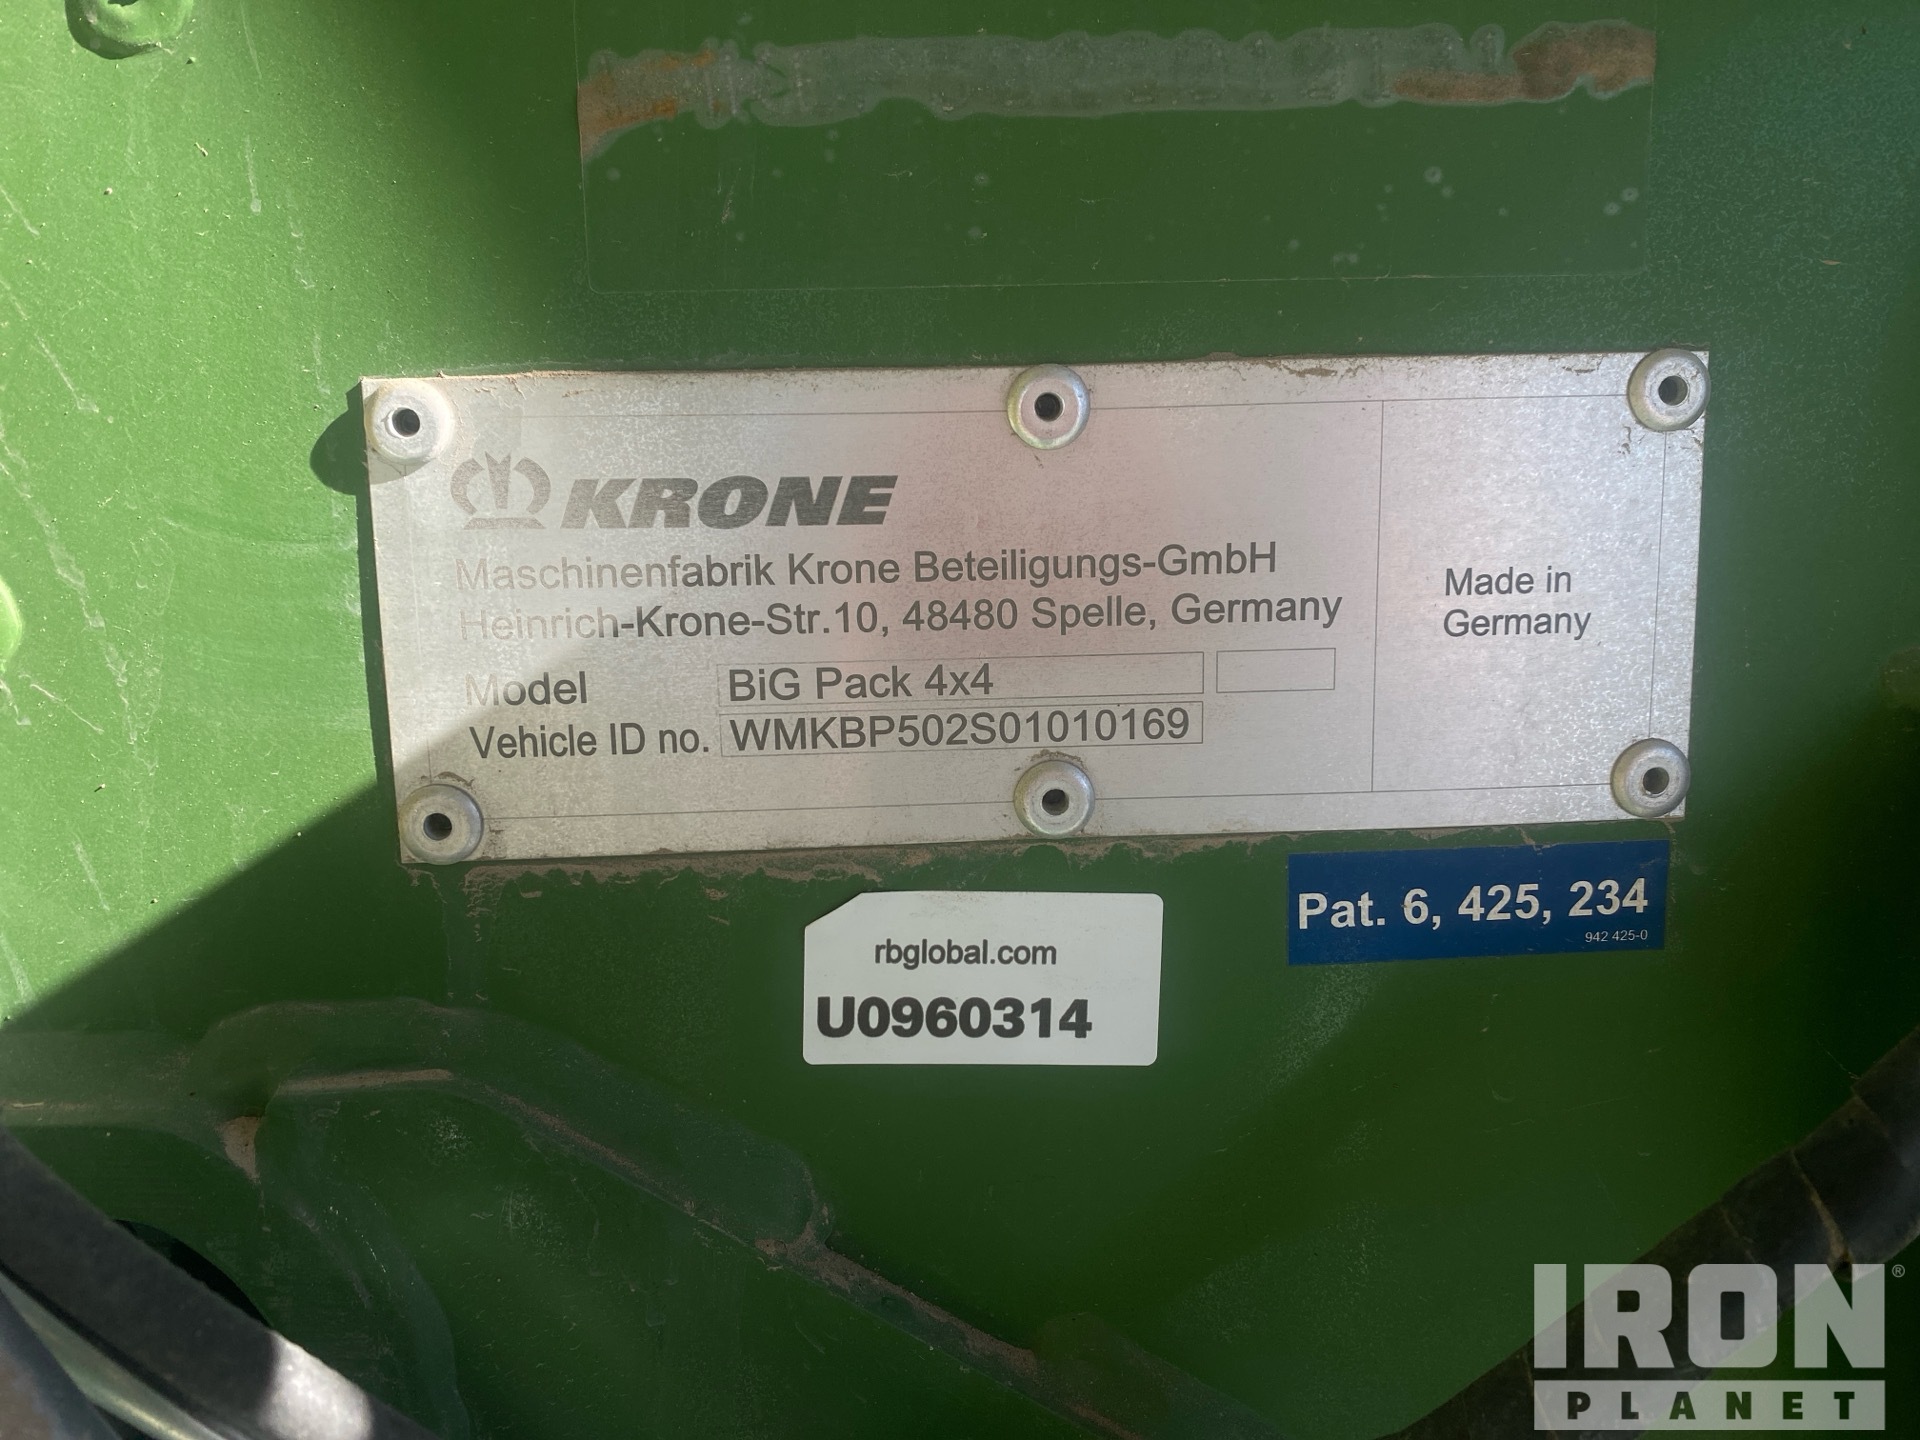 KRONE
Maschinenfabrik Krone Beteiligungs-GmbH
Heinrich-Krone-Str.10, 48480 Spelle, Germany
Model BiG Pack 4x4
Vehicle ID no. WMKBP502S01010169
Made in
Germany
Pat. 6, 425, 234
942 425-0
rbglobal.com
U0960314
IRON®
PLANET